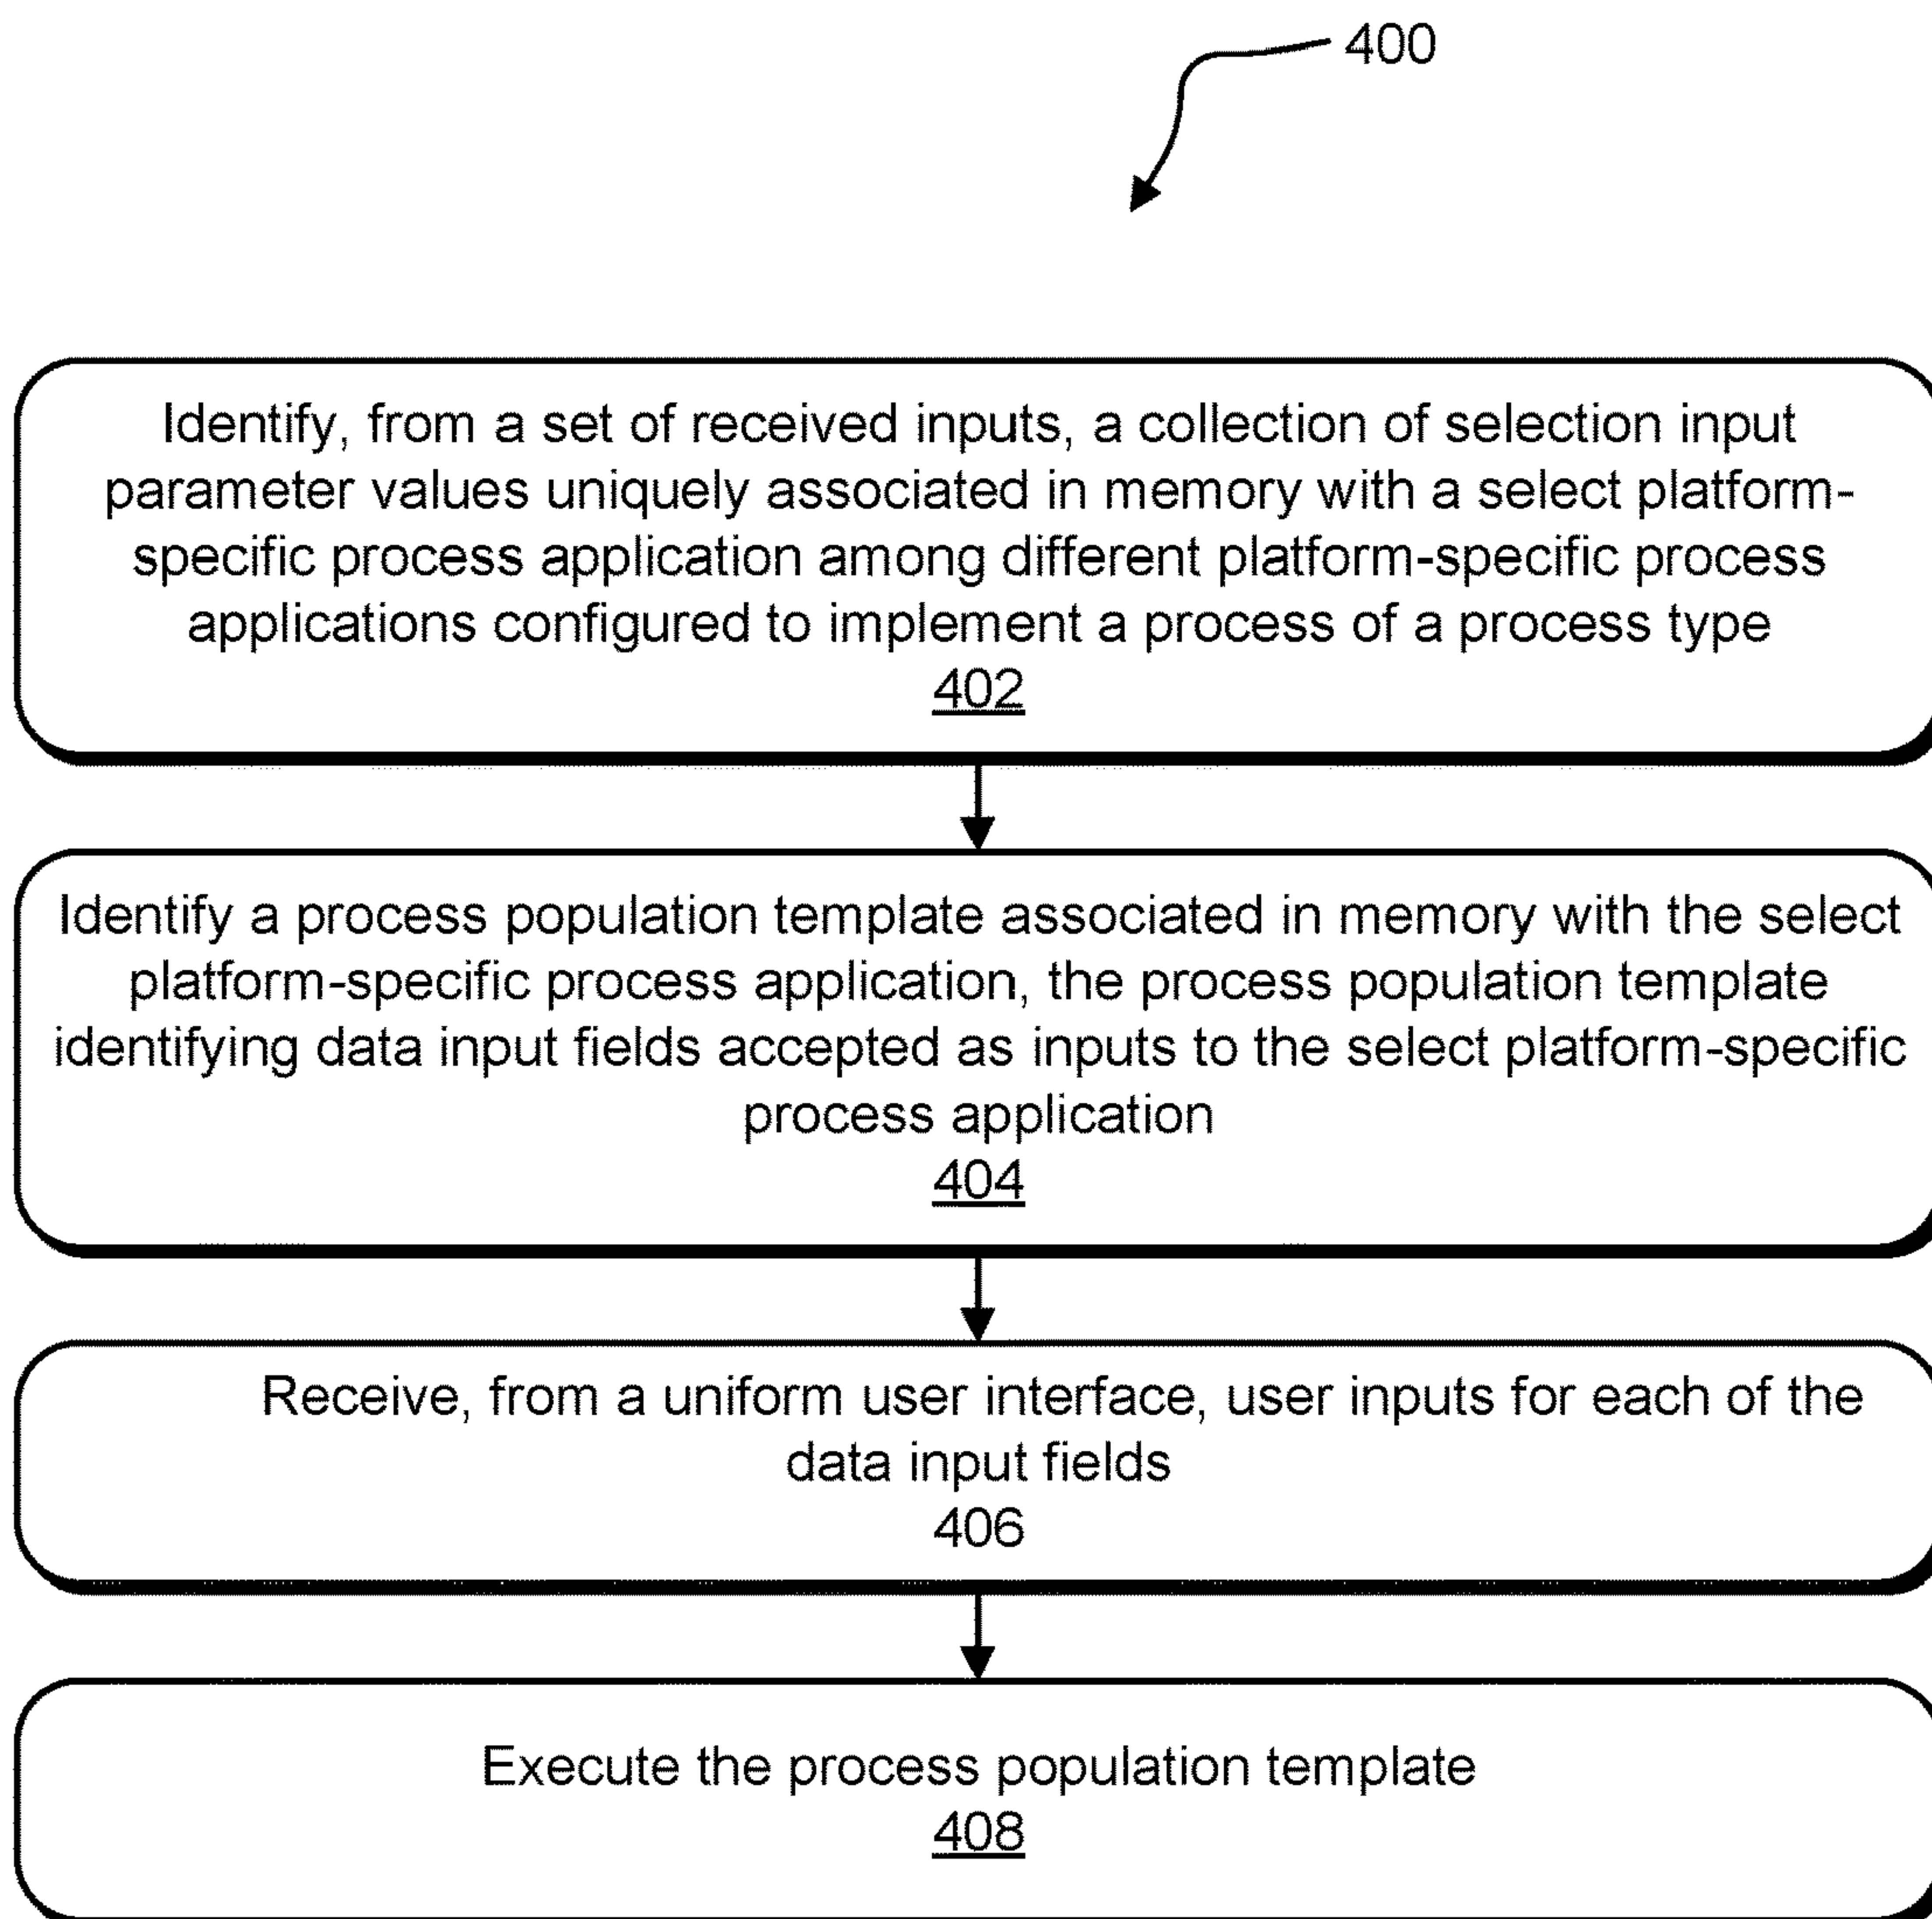 400
Identify, from a set of received inputs, a collection of selection input
parameter values uniquely associated in memory with a select platform-
specific process application among different platform-specific process
applications configured to implement a process of a process type
402
Identify a process population template associated in memory with the select
platform-specific process application, the process population template
identifying data input fields accepted as inputs to the select platform-specific
process application
404
Receive, from a uniform user interface, user inputs for each of the
data input fields
406
Execute the process population template
408